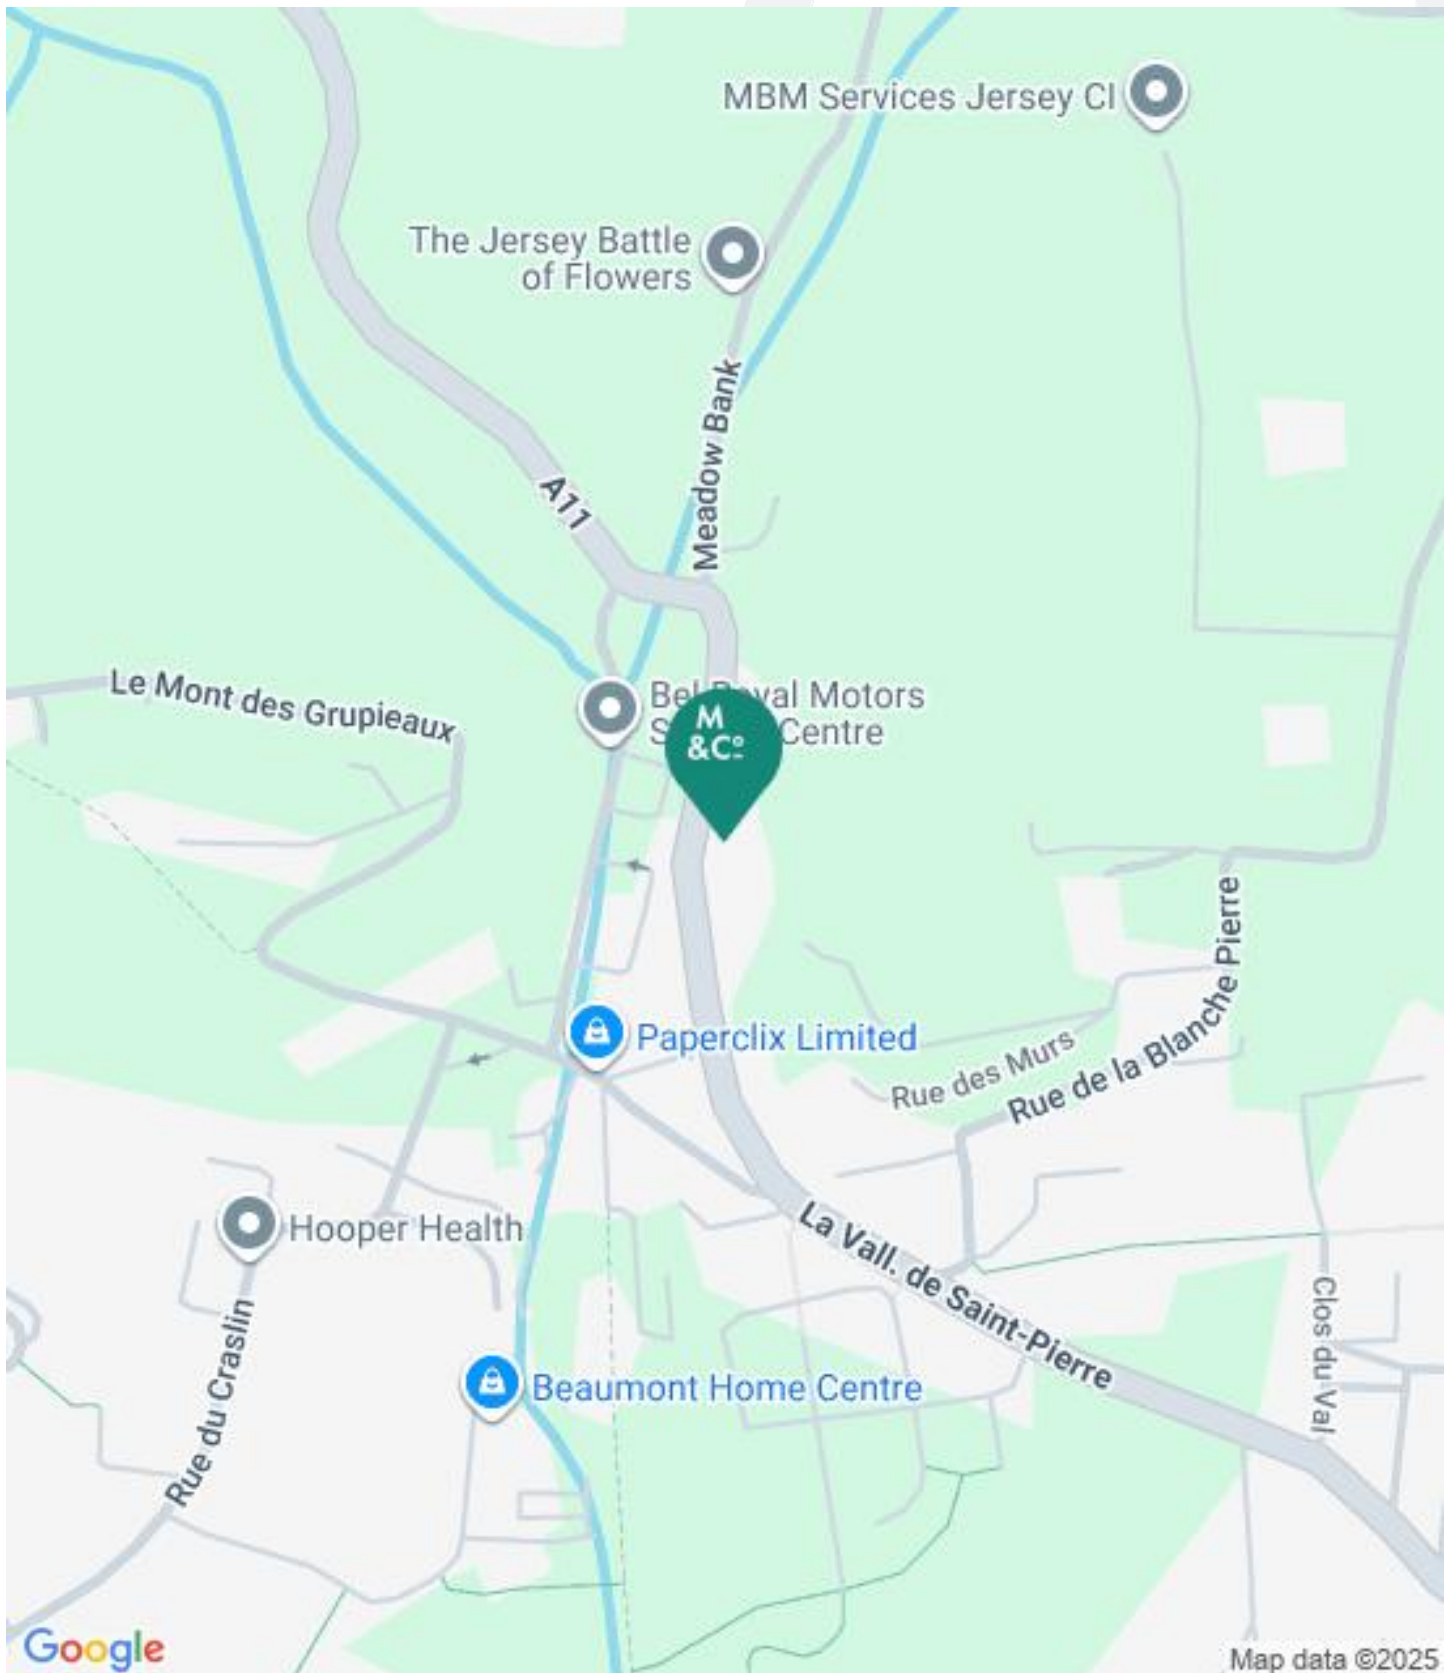 MBM Services Jersey CI
The Jersey Battle
of Flowers
Meadow Bank
A11
Le Mont des Grupieaux
Motors
Centre
M
&Cº
Rue de la Blanche Pierre
Paperclix Limited
Rue des Murs
Hooper Health
La Vall. de Saint-Pierre
Clos du Val
Rue du Craslin
Beaumont Home Centre
Google
Map data ©2025